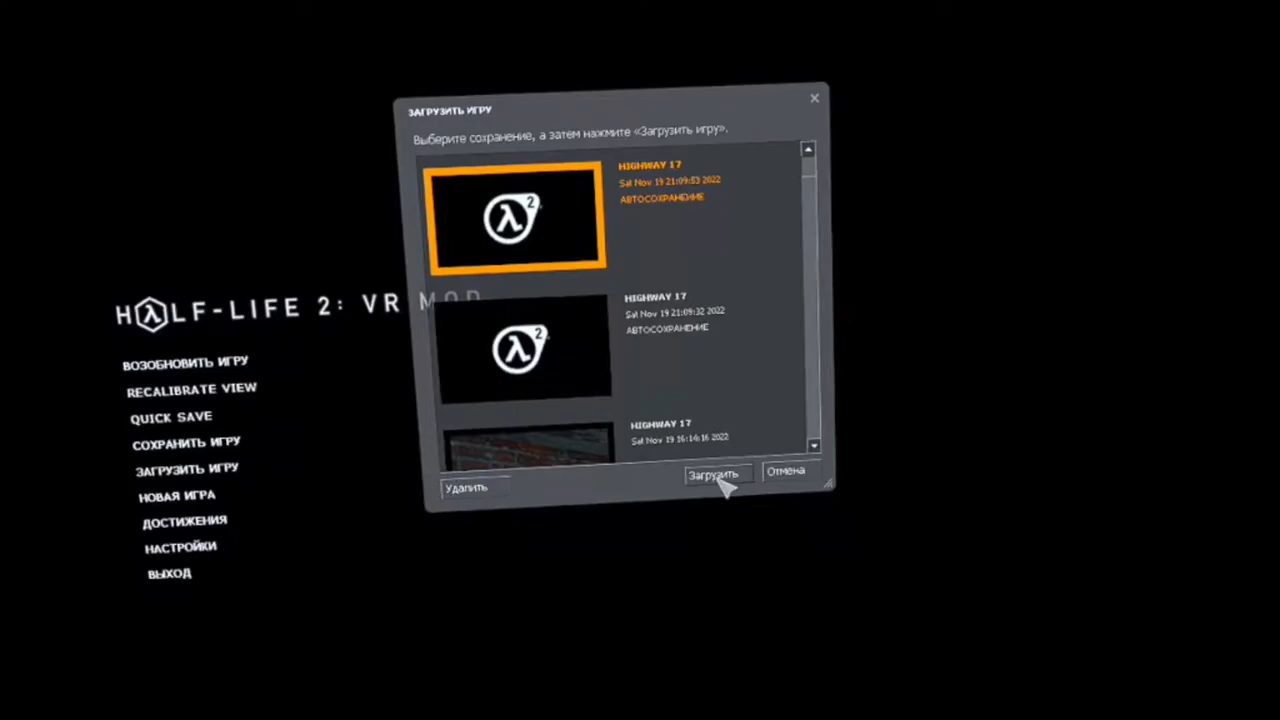 ЗАГРУЗИТЬ ИГРУ
Выберите сохранение, а затем нажмите «Загрузить игру».
HIGHWAY 17
Sat Nov 19 21:09:53 2022
АВТОСОХРАНЕНИЕ
HIGHWAY 17
Sat Nov 19 21:09:32 2022
АВТОСОХРАНЕНИЕ
HIGHWAY 17
Sat Nov 19 16:14:16 2022
Удалить
Загрузить
Отмена
HλLF-LIFE 2: VR MOD
ВОЗОБНОВИТЬ ИГРУ
RECALIBRATE VIEW
QUICK SAVE
СОХРАНИТЬ ИГРУ
ЗАГРУЗИТЬ ИГРУ
НОВАЯ ИГРА
ДОСТИЖЕНИЯ
НАСТРОЙКИ
ВЫХОД